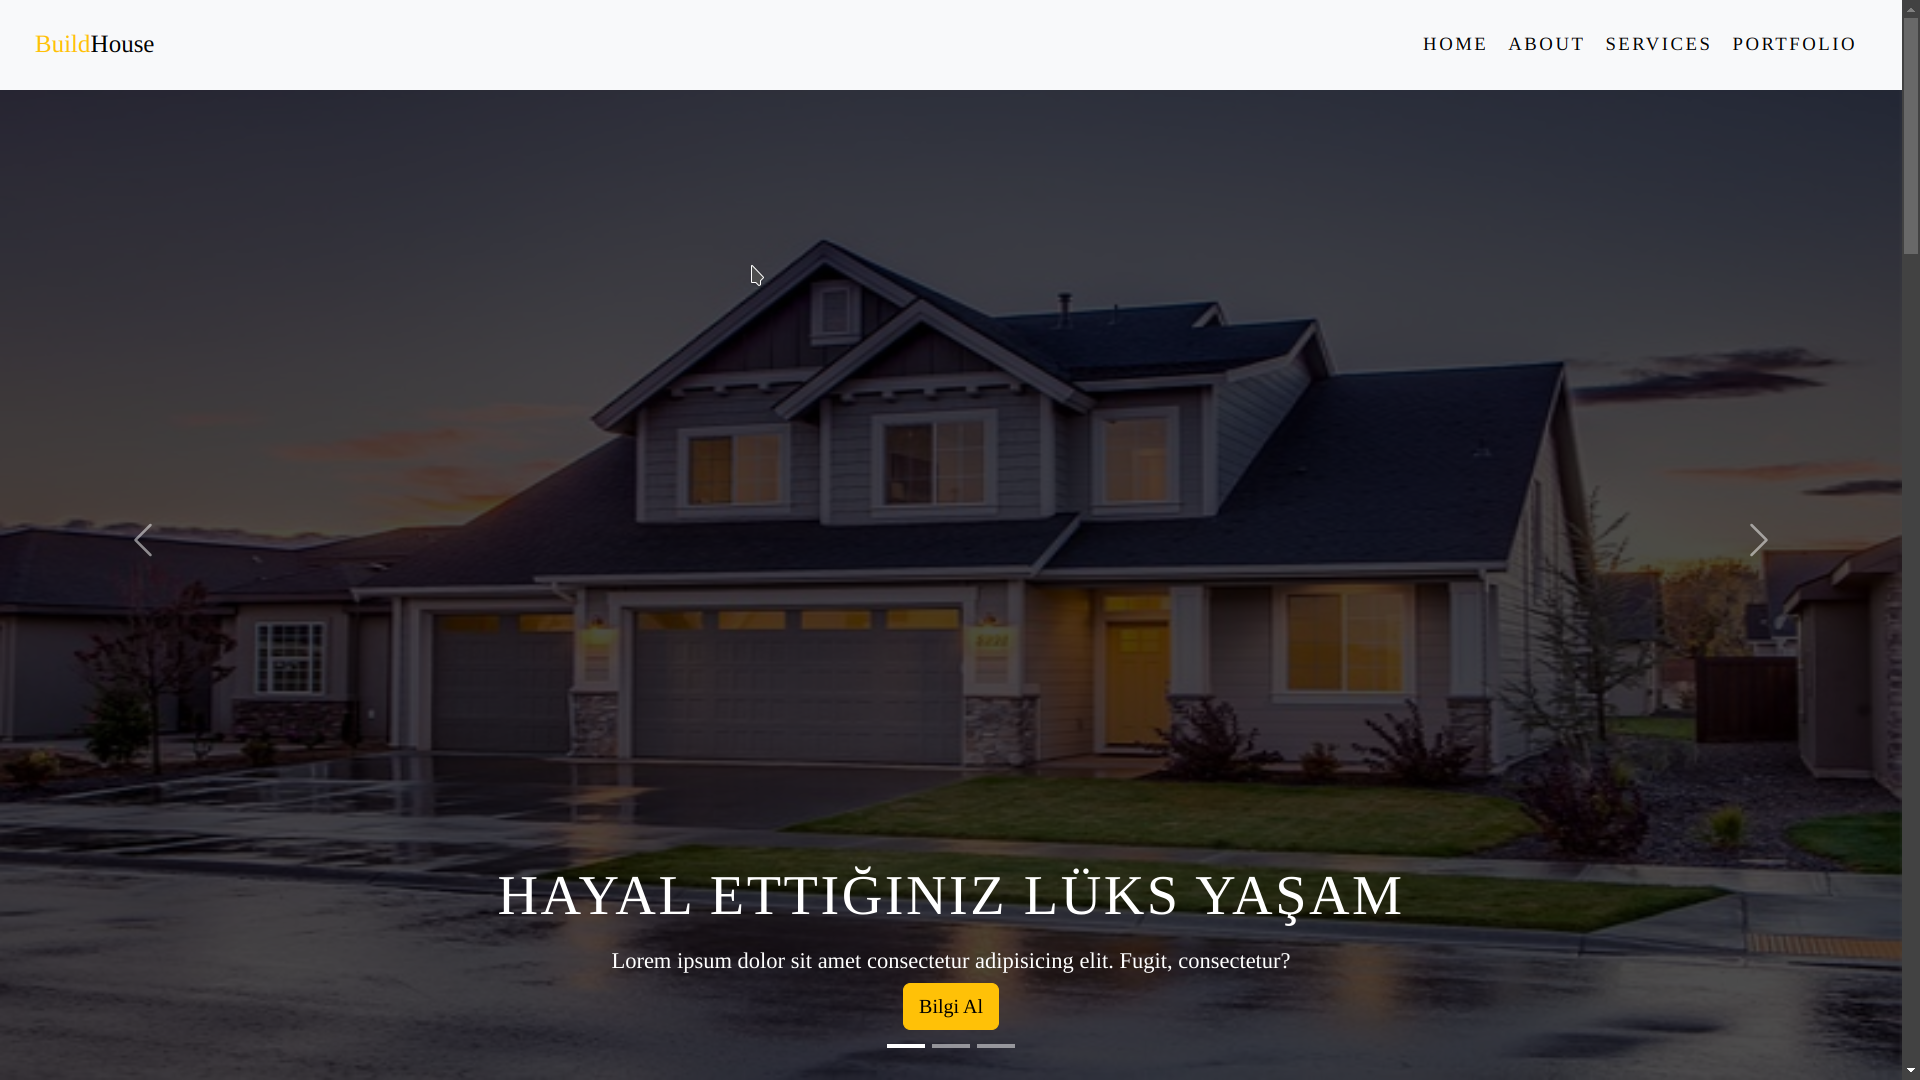 BuildHouse
HOME ABOUT SERVICES PORTFOLIO
HAYAL ETTIĞINIZ LÜKS YAŞAM
Lorem ipsum dolor sit amet consectetur adipisicing elit. Fugit, consectetur?
Bilgi Al